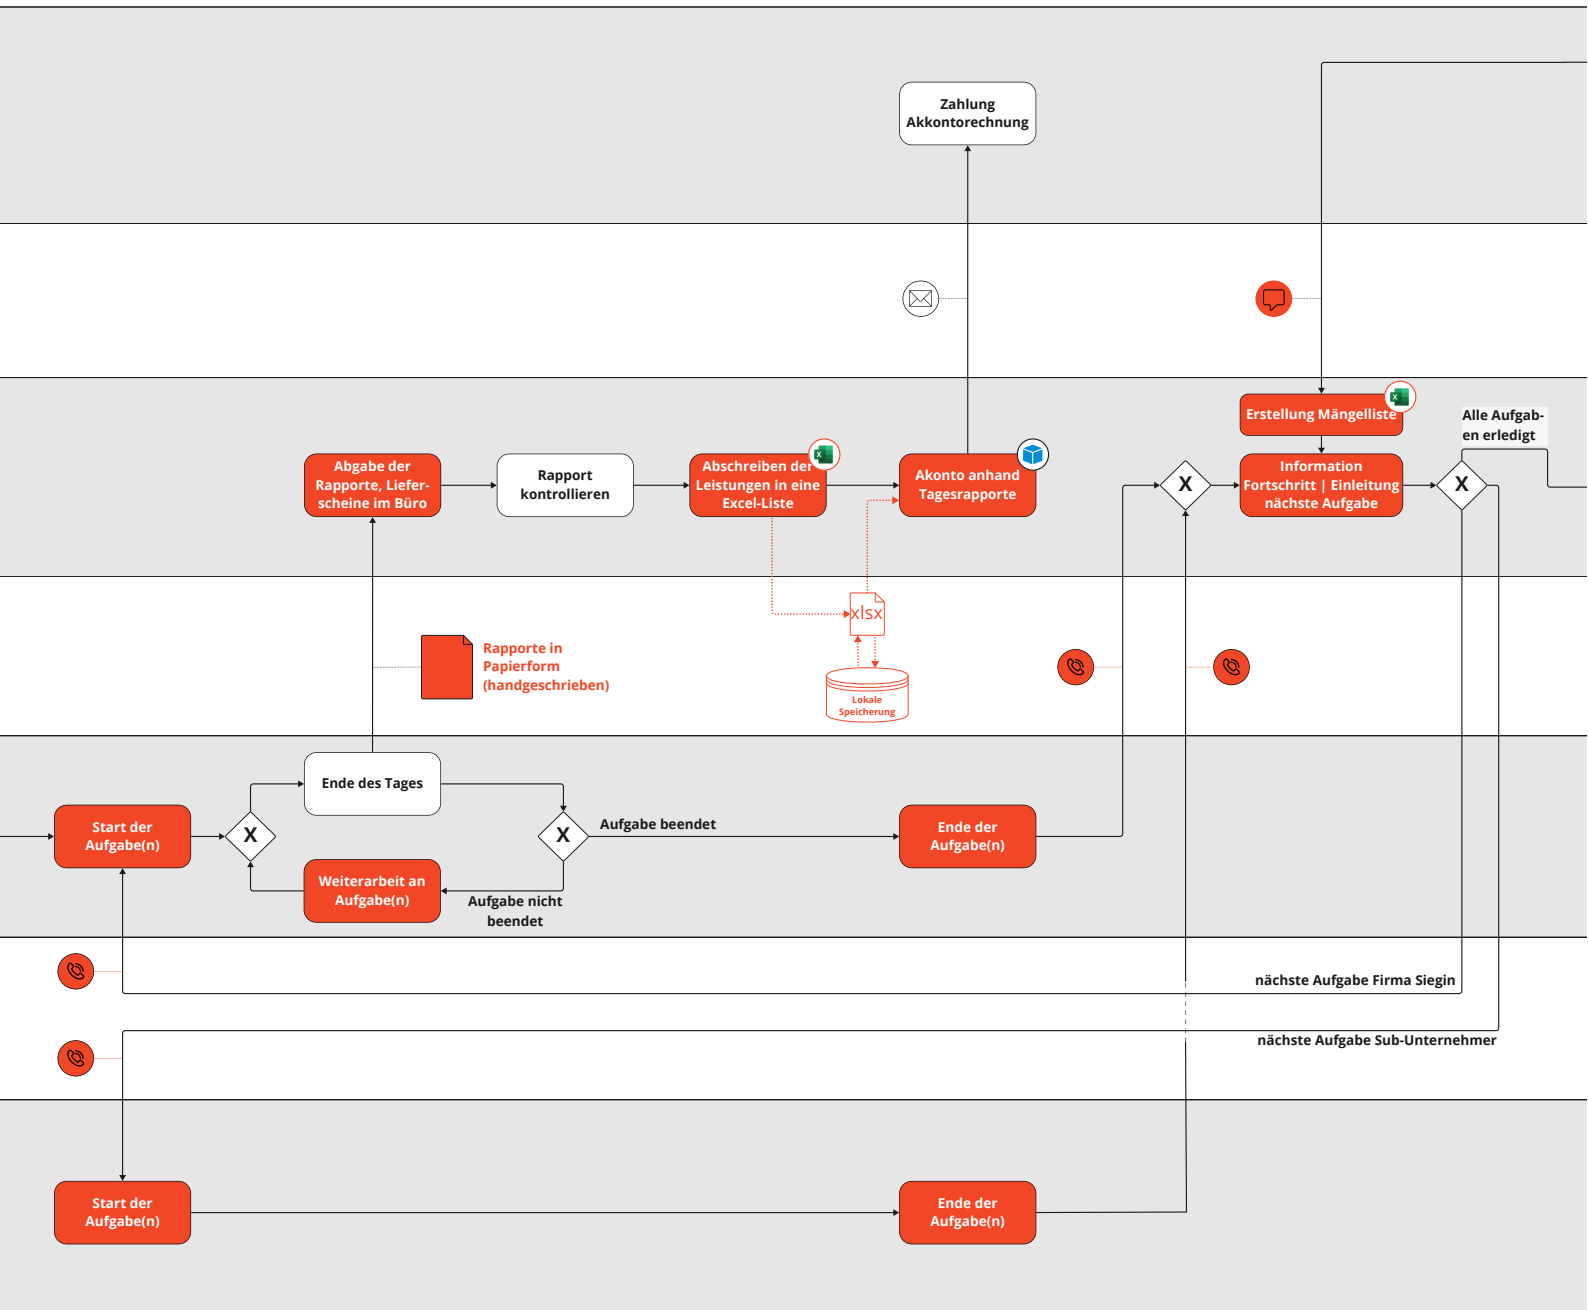 Zahlung
Akkontorechnung
Erstellung Mängelliste
Alle Aufgab-
en erledigt
Abgabe der
Rapporte, Liefer-
scheine im Büro
Rapport
kontrollieren
Abschreiben der
Leistungen in eine
Excel-Liste
Akonto anhand
Tagesrapporte
X
Information
Fortschritt | Einleitung
nächste Aufgabe
X
xlsx
Rapporte in
Papierform
(handgeschrieben)
Lokale
Speicherung
Ende des Tages
Start der
Aufgabe(n)
X
X
Aufgabe beendet
Ende der
Aufgabe(n)
Weiterarbeit an
Aufgabe(n)
Aufgabe nicht
beendet
nächste Aufgabe Firma Siegin
nächste Aufgabe Sub-Unternehmer
Start der
Aufgabe(n)
Ende der
Aufgabe(n)